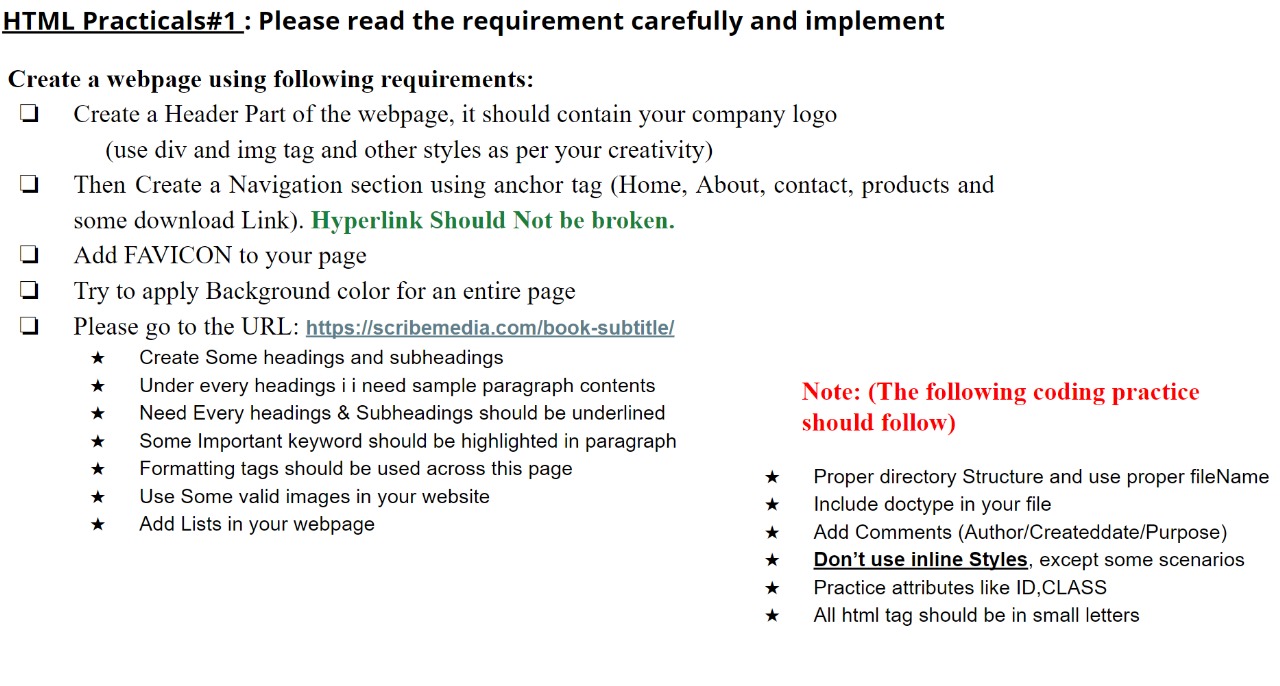 HTML Practicals#1 : Please read the requirement carefully and implement
Create a webpage using following requirements:
❏ Create a Header Part of the webpage, it should contain your company logo
(use div and img tag and other styles as per your creativity)
❏ Then Create a Navigation section using anchor tag (Home, About, contact, products and
some download Link). Hyperlink Should Not be broken.
❏ Add FAVICON to your page
❏ Try to apply Background color for an entire page
❏ Please go to the URL: https://scribemedia.com/book-subtitle/
★ Create Some headings and subheadings
★ Under every headings i i need sample paragraph contents
★ Need Every headings & Subheadings should be underlined
★ Some Important keyword should be highlighted in paragraph
★ Formatting tags should be used across this page
★ Use Some valid images in your website
★ Add Lists in your webpage
Note: (The following coding practice
should follow)
★ Proper directory Structure and use proper fileName
★ Include doctype in your file
★ Add Comments (Author/Createddate/Purpose)
★ Don’t use inline Styles, except some scenarios
★ Practice attributes like ID,CLASS
★ All html tag should be in small letters